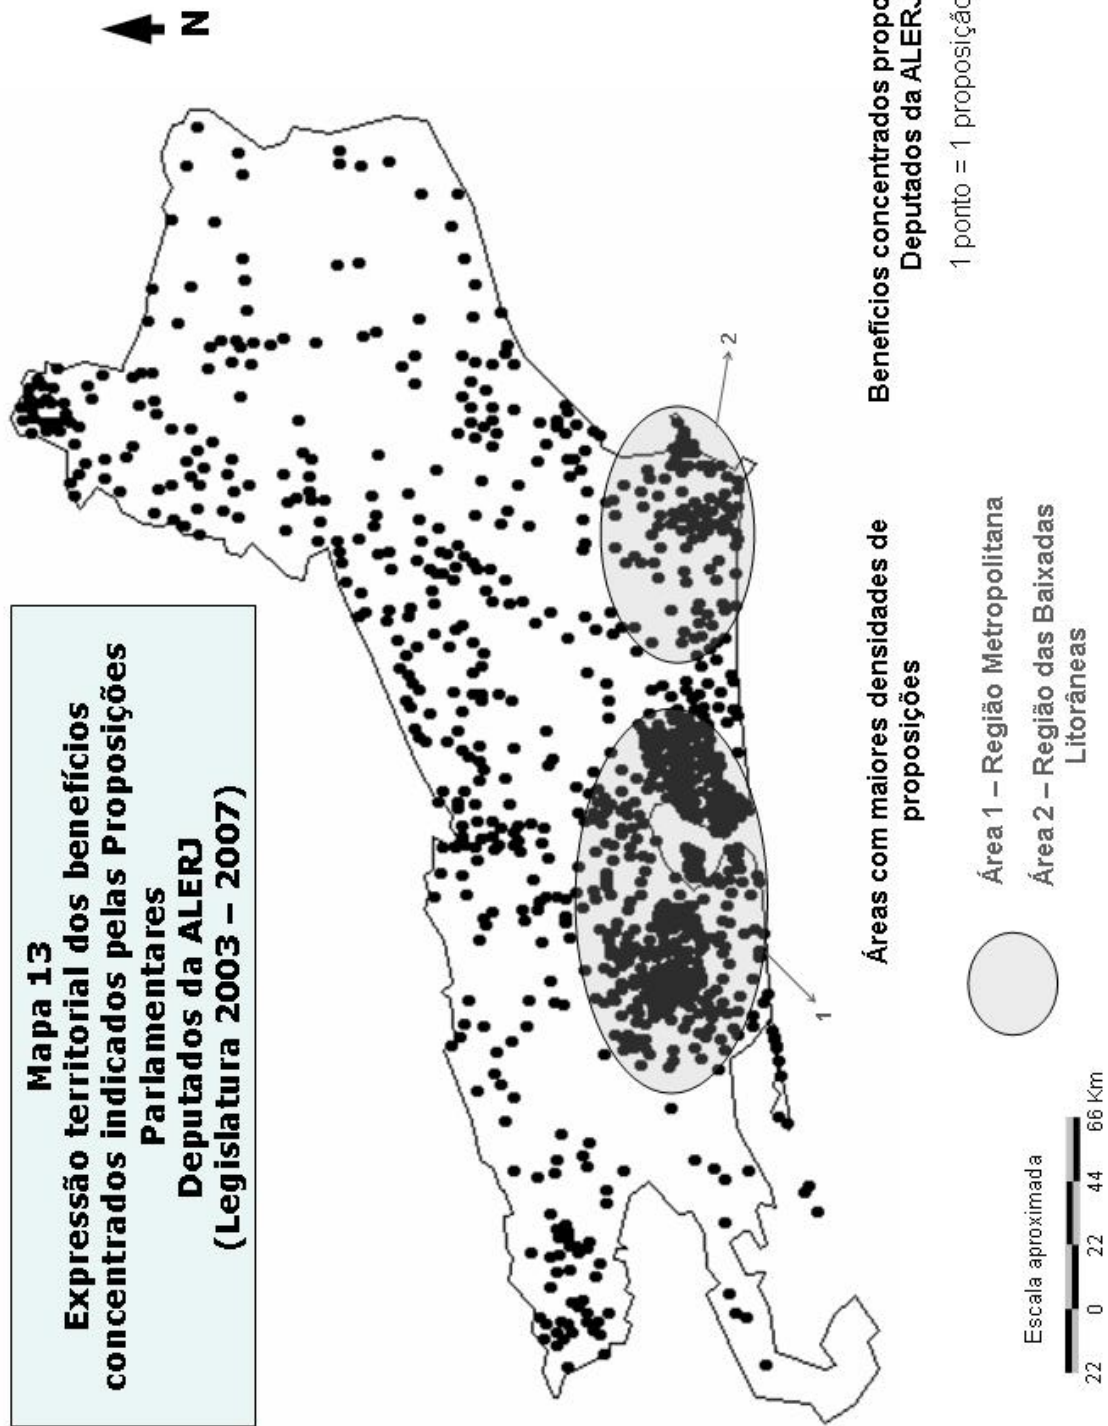 Mapa 13
Expressão territorial dos benefícios
concentrados indicados pelas Proposições
Parlamentares
Deputados da ALERJ
(Legislatura 2003 – 2007)
N
2
1
Áreas com maiores densidades de
proposições
Área 1 – Região Metropolitana
Área 2 – Região das Baixadas
Litorâneas
Benefícios concentrados propo
Deputados da ALERJ
1 ponto = 1 proposição
Escala aproximada
22 0 22 44 66 Km